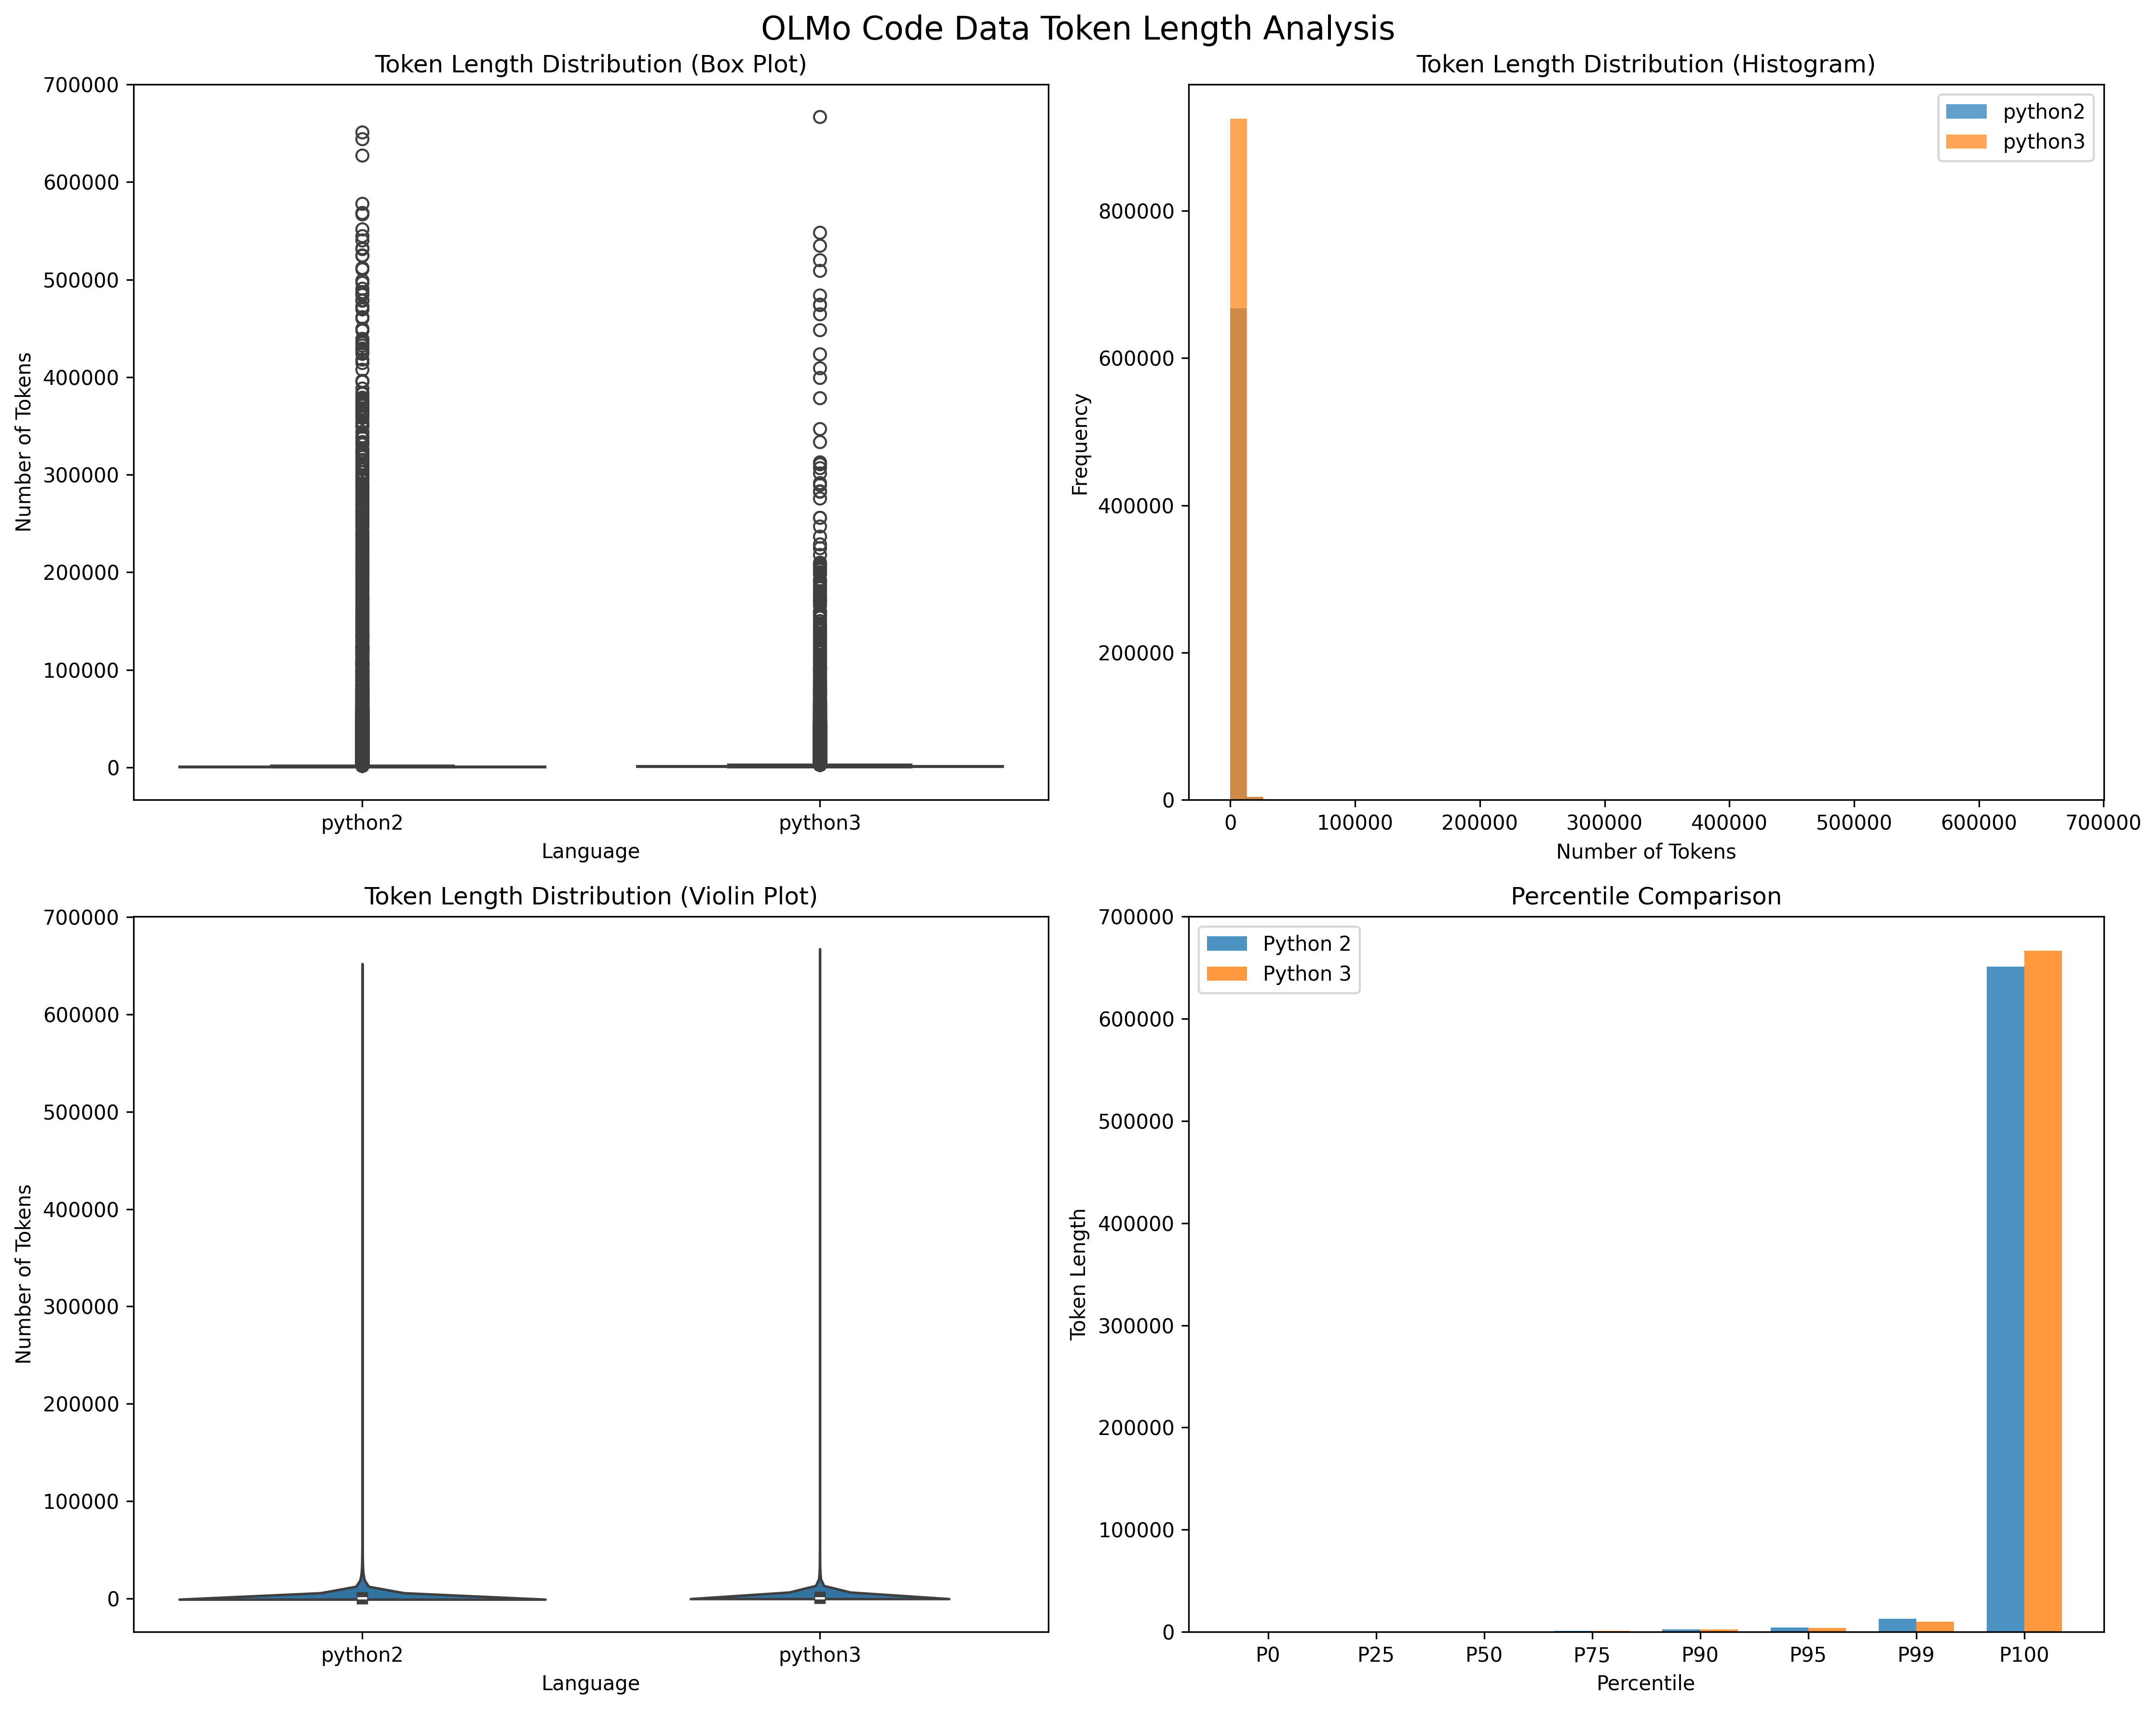 OLMo Code Data Token Length Analysis
Token Length Distribution (Box Plot)
700000
600000
500000
400000
300000
200000
100000
0
Number of Tokens
python2
python3
Language
Token Length Distribution (Histogram)
python2
python3
800000
600000
400000
200000
0
Frequency
0 100000 200000 300000 400000 500000 600000 700000
Number of Tokens
Token Length Distribution (Violin Plot)
700000
600000
500000
400000
300000
200000
100000
0
Number of Tokens
python2
python3
Language
Percentile Comparison
Python 2
Python 3
700000
600000
500000
400000
300000
200000
100000
0
Token Length
P0 P25 P50 P75 P90 P95 P99 P100
Percentile